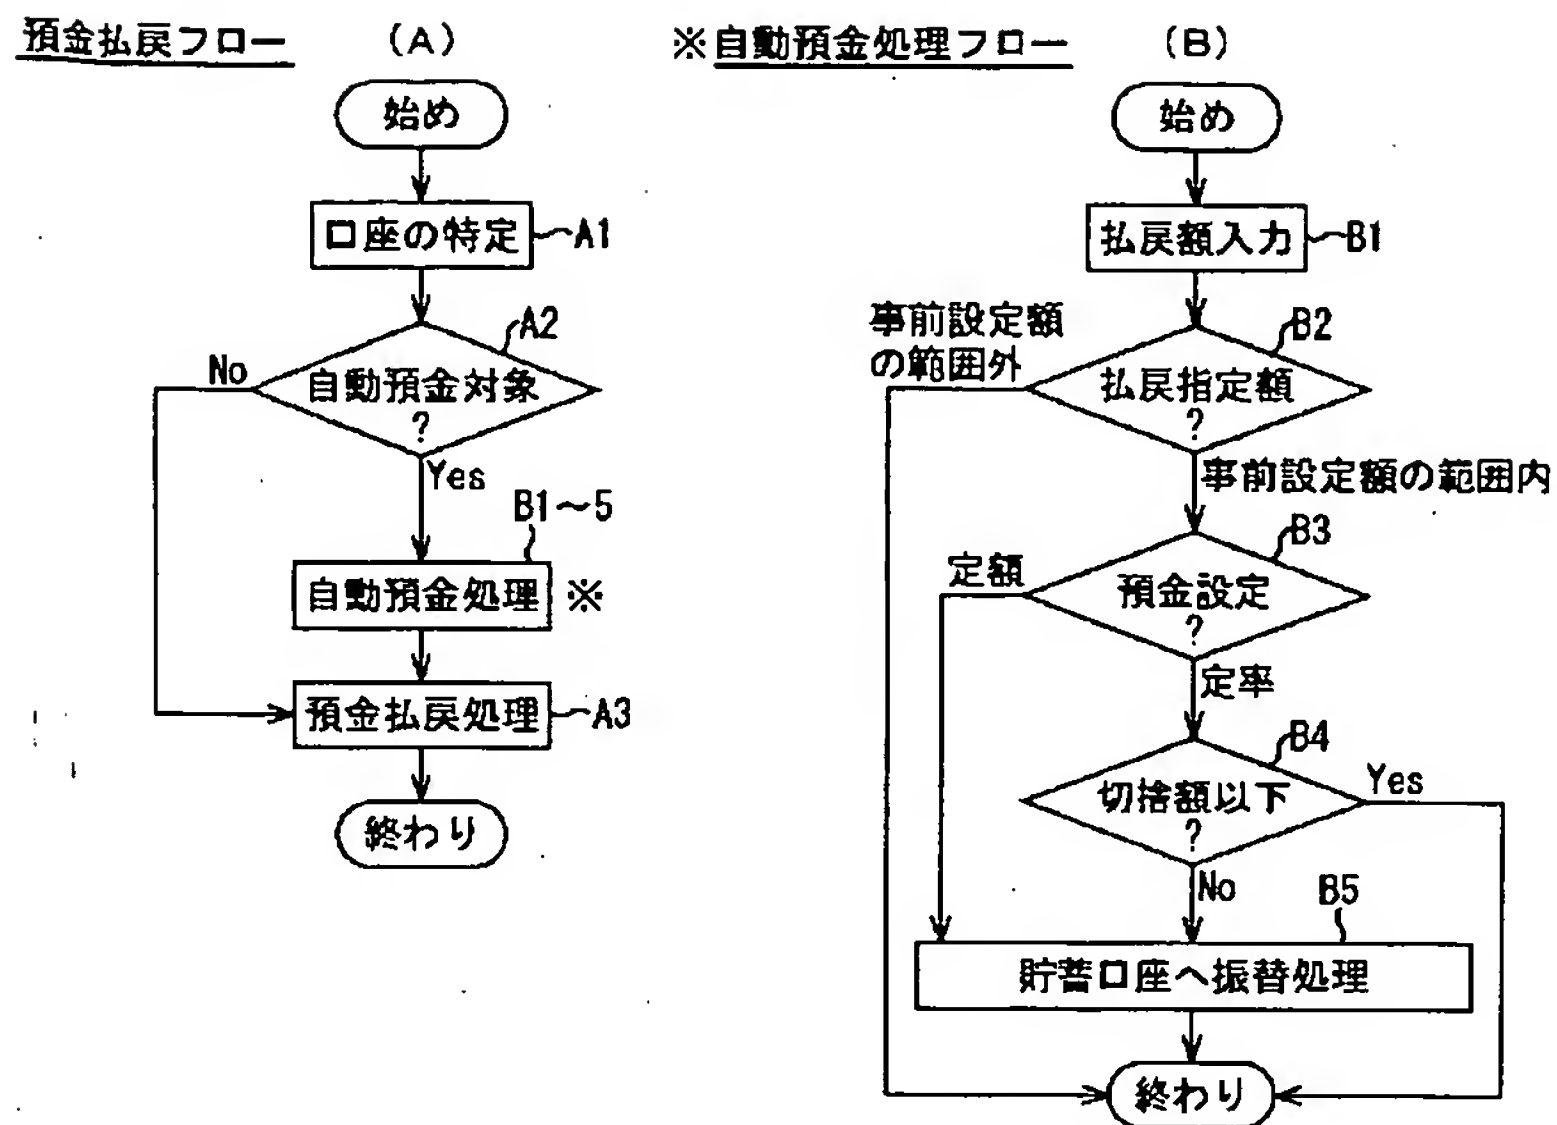 預金払戻フロー (A)
始め
口座の特定 A1
A2
No
自動預金対象
?
Yes
B1~5
自動預金処理 ※
預金払戻処理 A3
終わり
※自動預金処理フロー (B)
始め
払戻額入力 B1
事前設定額
の範囲外
B2
払戻指定額
?
事前設定額の範囲内
B3
定額
預金設定
?
定率
B4
切捨額以下
?
Yes
No
B5
貯蓄口座へ振替処理
終わり